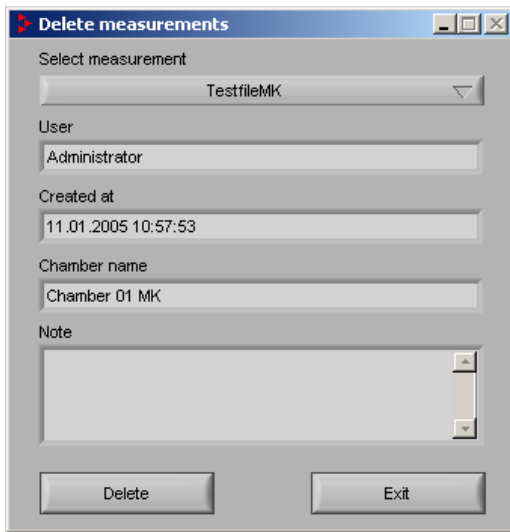 Delete measurements
Select measurement
TestfileMK
User
Administrator
Created at
11.01.2005 10:57:53
Chamber name
Chamber 01 MK
Note
Delete Exit